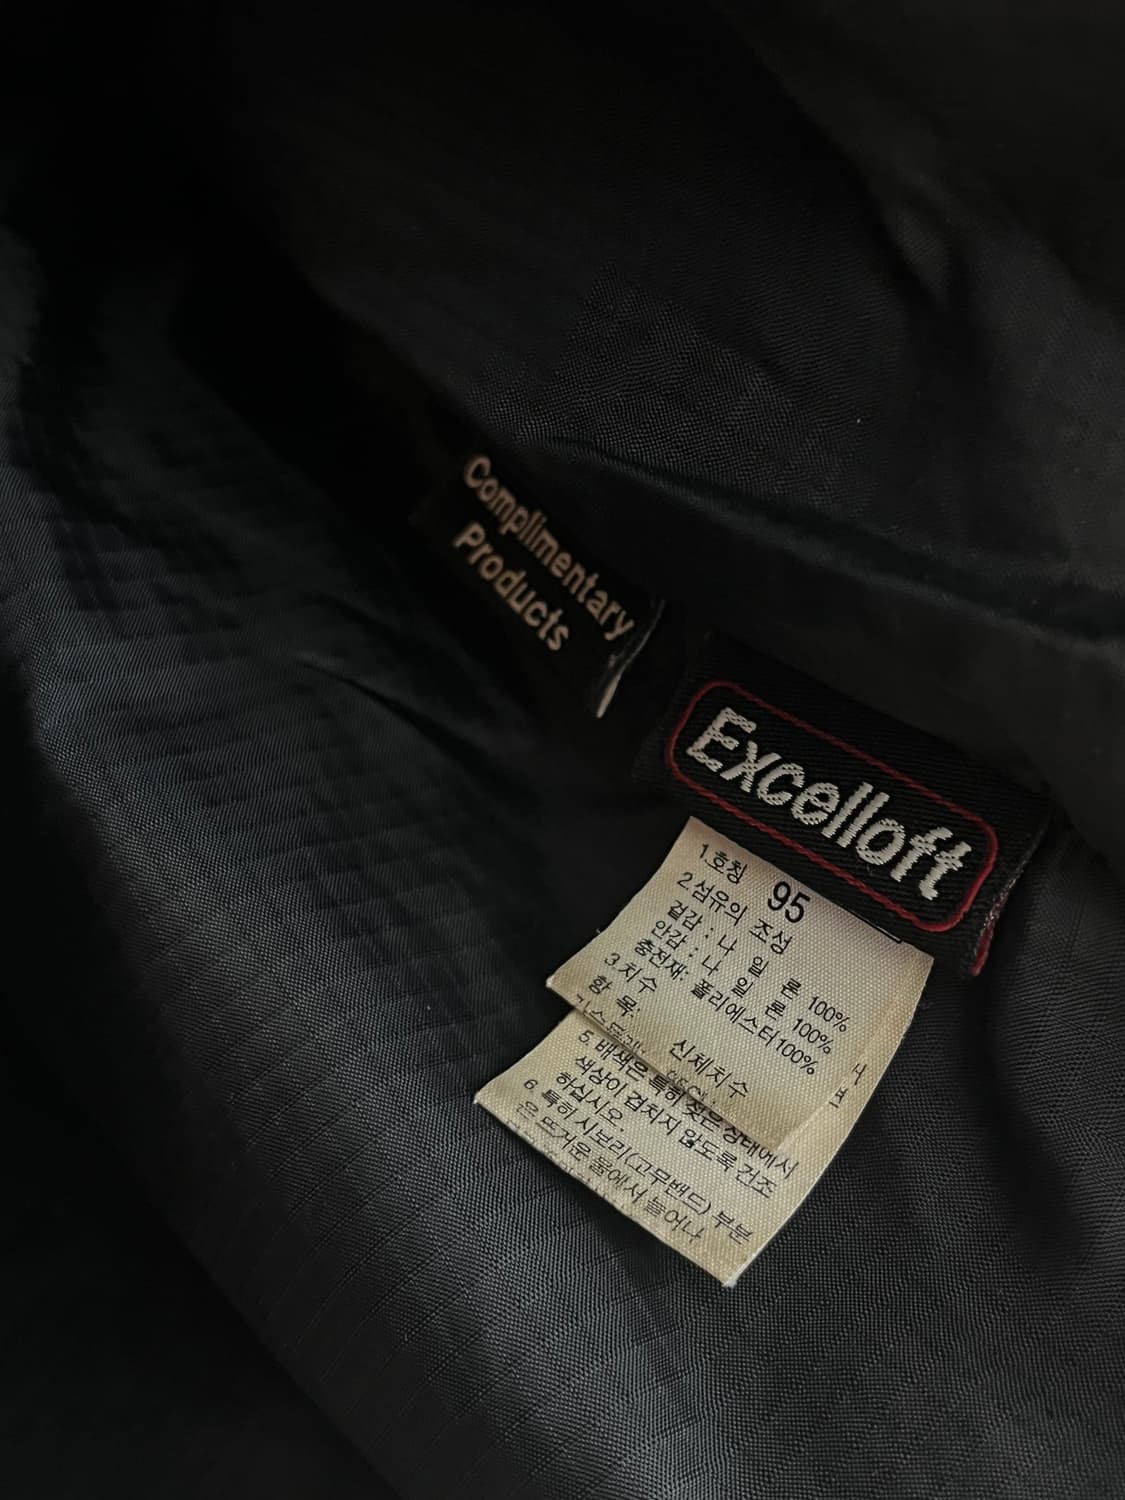 Complimentary
Products
Excelloft
1.호칭 95
2.섬유의 조성
겉감 : 나 일 론 100%
안감 : 나 일 론 100%
충전재: 폴리에스터100%
3.치수
항 목: 신체치수
5. 배색은 특히 젖은 상태에서
색상이 겹치지 않도록 건조
하십시오.
6. 특히 시보리(고무밴드) 부분
은 뜨거운 물에서 늘어나